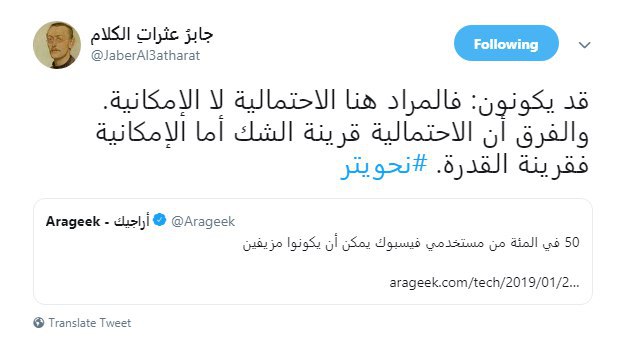 جابرُ عثراتِ الكلام
@JaberAl3atharat
Following
قد يكونون: فالمراد هنا الاحتمالية لا الإمكانية.
والفرق أن الاحتمالية قرينة الشك أما الإمكانية
فقرينة القدرة. #نحويتر
Arageek - أراجيك @Arageek
50 في المئة من مستخدمي فيسبوك يمكن أن يكونوا مزيفين
arageek.com/tech/2019/01/2...
Translate Tweet